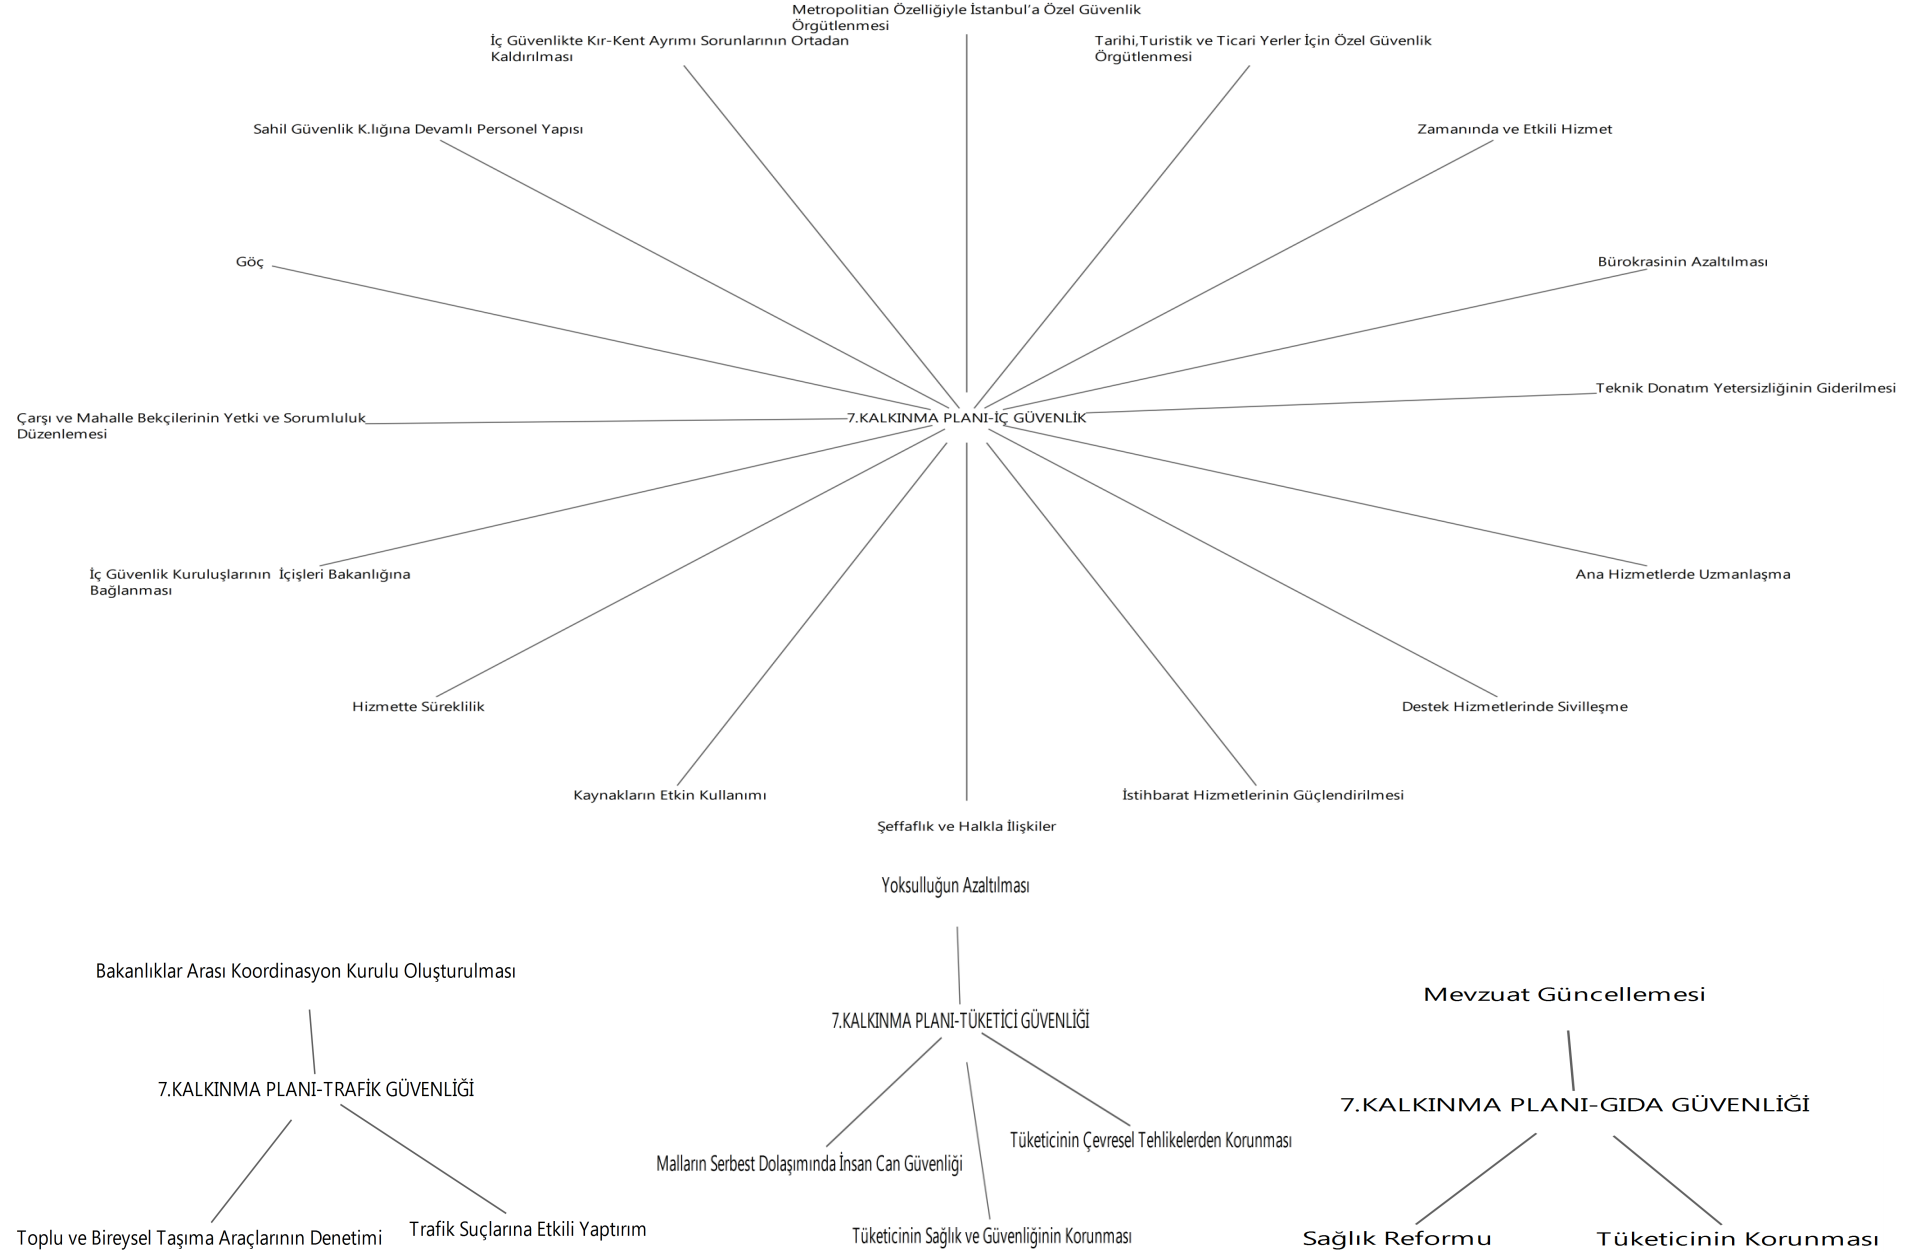 Metropolitian Özelliğiyle İstanbul'a Özel Güvenlik
Örgütlenmesi
İç Güvenlikte Kır-Kent Ayrımı Sorunlarının Ortadan
Kaldırılması
Tarihi,Turistik ve Ticari Yerler İçin Özel Güvenlik
Örgütlenmesi
Sahil Güvenlik K.lığına Devamlı Personel Yapısı
Zamanında ve Etkili Hizmet
Göç
Bürokrasinin Azaltılması
Teknik Donatım Yetersizliğinin Giderilmesi
Çarşı ve Mahalle Bekçilerinin Yetki ve Sorumluluk
Düzenlemesi
7.KALKINMA PLANI-İÇ GÜVENLİK
İç Güvenlik Kuruluşlarının İçişleri Bakanlığına
Bağlanması
Ana Hizmetlerde Uzmanlaşma
Hizmette Süreklilik
Destek Hizmetlerinde Sivilleşme
Kaynakların Etkin Kullanımı
İstihbarat Hizmetlerinin Güçlendirilmesi
Şeffaflık ve Halkla İlişkiler
Yoksulluğun Azaltılması
Bakanlıklar Arası Koordinasyon Kurulu Oluşturulması
Mevzuat Güncellemesi
7.KALKINMA PLANI-TÜKETİCİ GÜVENLİĞİ
7.KALKINMA PLANI-TRAFİK GÜVENLİĞİ
7.KALKINMA PLANI-GIDA GÜVENLİĞİ
Tüketicinin Çevresel Tehlikelerden Korunması
Malların Serbest Dolaşımında İnsan Can Güvenliği
Toplu ve Bireysel Taşıma Araçlarının Denetimi
Trafik Suçlarına Etkili Yaptırım
Tüketicinin Sağlık ve Güvenliğinin Korunması
Sağlık Reformu
Tüketicinin Korunması